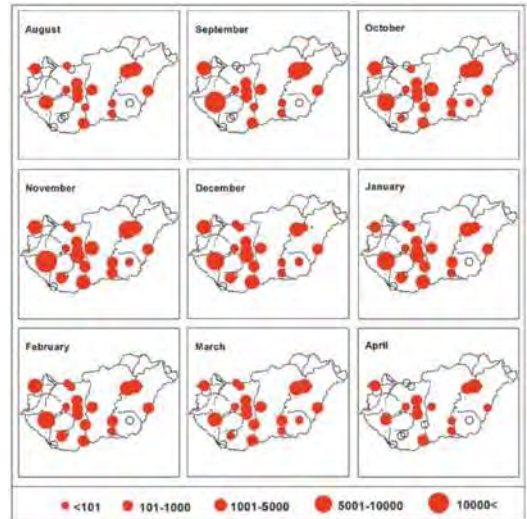 August
September
October
November
December
January
February
March
April
<101
101-1000
1001-5000
5001-10000
10000<